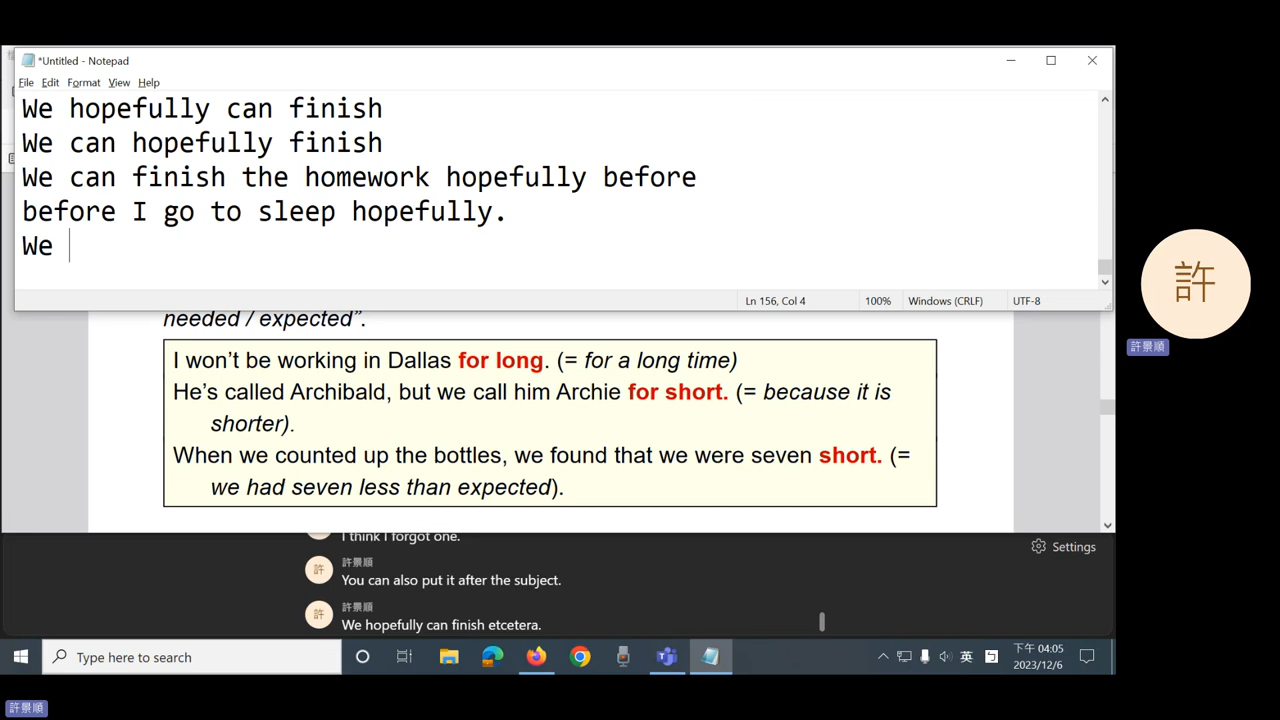 *Untitled - Notepad
File Edit Format View Help
We hopefully can finish
We can hopefully finish
We can finish the homework hopefully before
before I go to sleep hopefully.
We
Ln 156, Col 4 100% Windows (CRLF) UTF-8
needed / expected”.
I won’t be working in Dallas for long. (= for a long time)
He’s called Archibald, but we call him Archie for short. (= because it is
shorter).
When we counted up the bottles, we found that we were seven short. (=
we had seven less than expected).
I think I forgot one.
Settings
許景順
許 You can also put it after the subject.
許景順
許 We hopefully can finish etcetera.
許
許景順
Type here to search
英
下午 04:05
2023/12/6
許景順